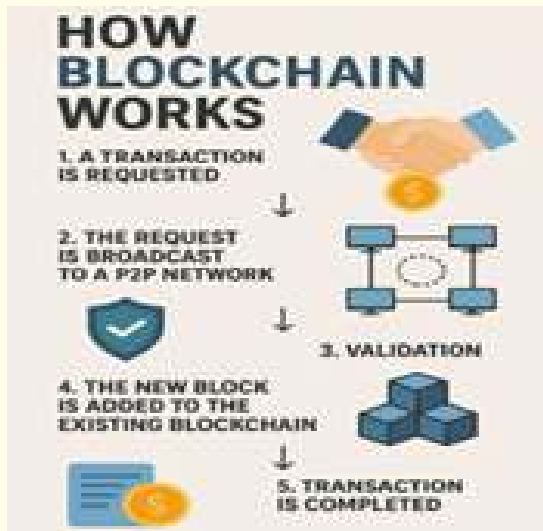 HOW
BLOCKCHAIN
WORKS
1. A TRANSACTION
IS REQUESTED
2. THE REQUEST
IS BROADCAST
TO A P2P NETWORK
3. VALIDATION
4. THE NEW BLOCK
IS ADDED TO THE
EXISTING BLOCKCHAIN
5. TRANSACTION
IS COMPLETED